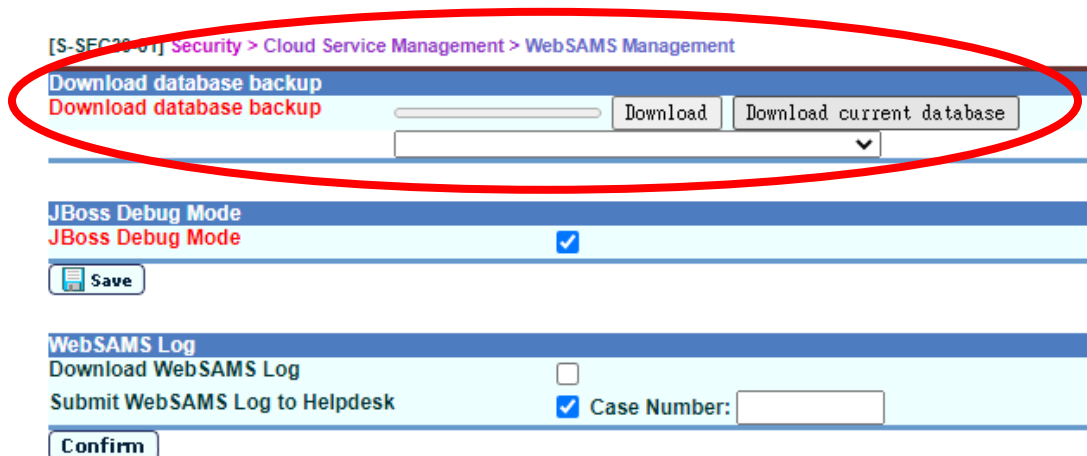 [S-SEC20-01] Security > Cloud Service Management > WebSAMS Management
Download database backup
Download database backup Download Download current database
JBoss Debug Mode
JBoss Debug Mode
Save
WebSAMS Log
Download WebSAMS Log
Submit WebSAMS Log to Helpdesk Case Number:
Confirm